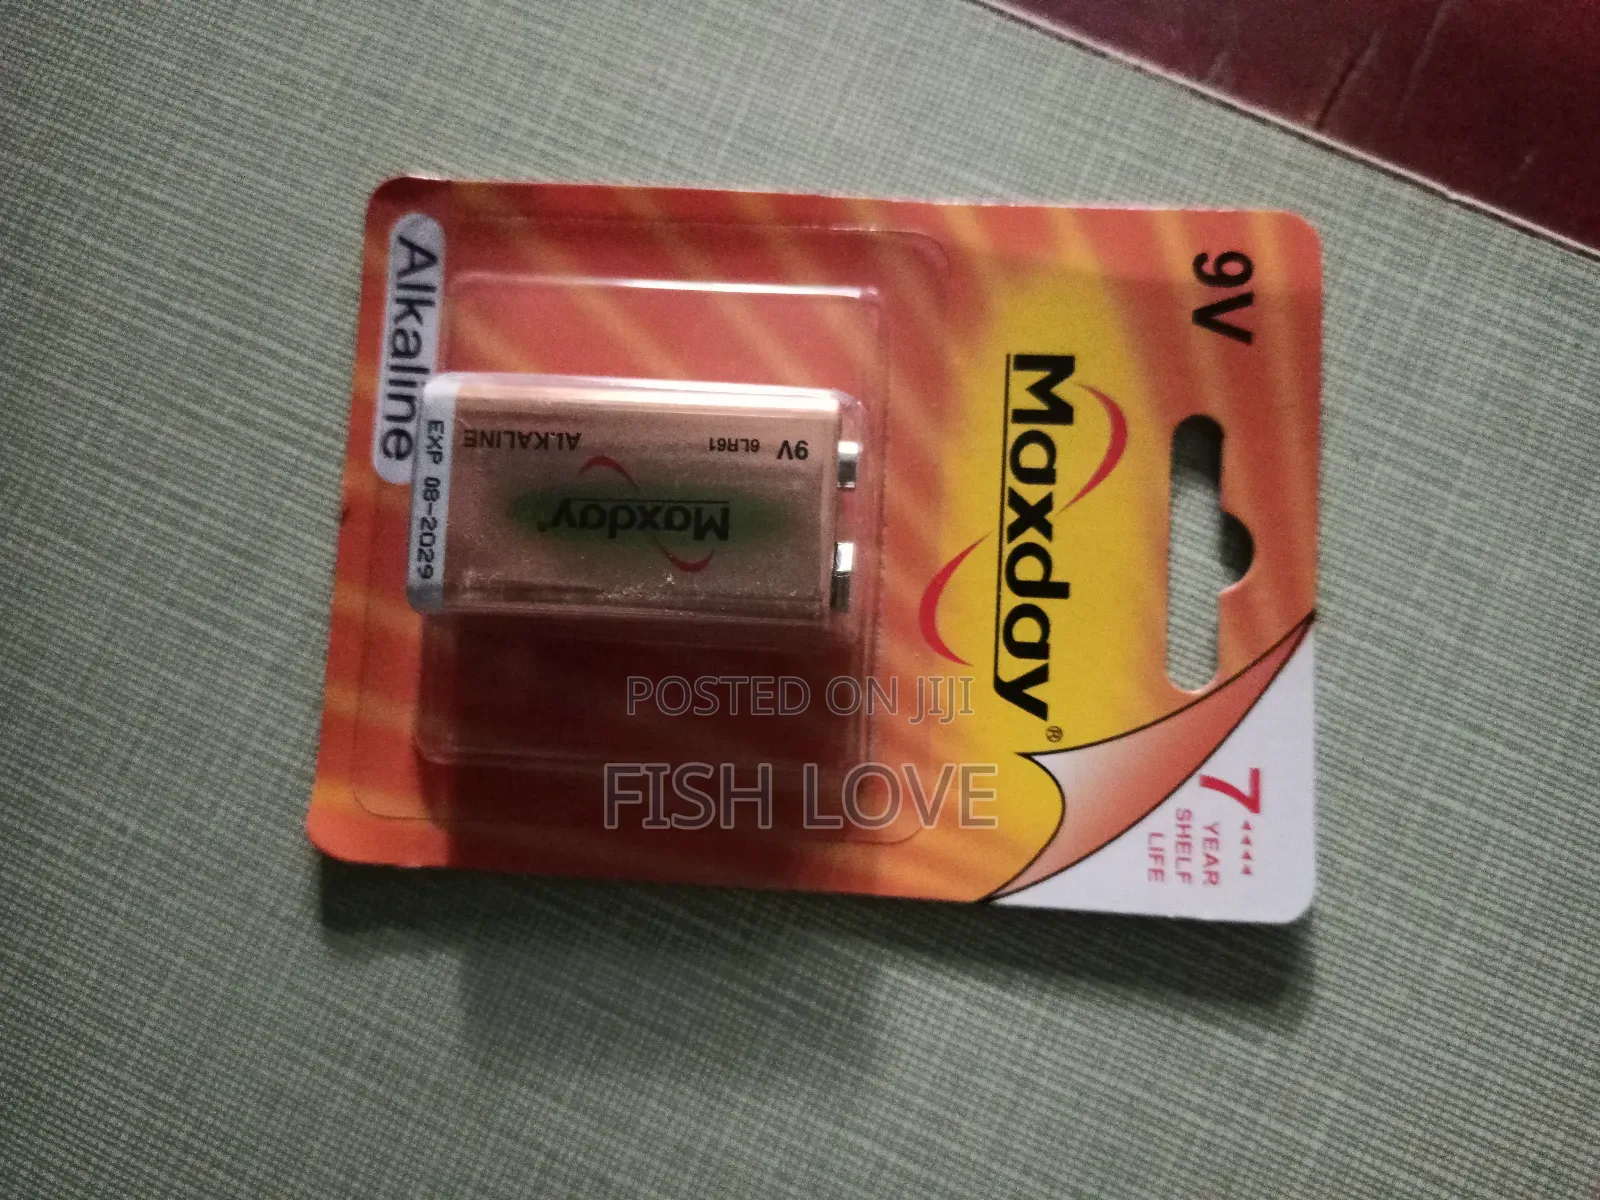 9V
Maxday®
7
YEAR
SHELF
LIFE
9V
6LR61
ALKALINE
Maxday®
EXP 08-2029
Alkaline
POSTED ON JIJI
FISH LOVE